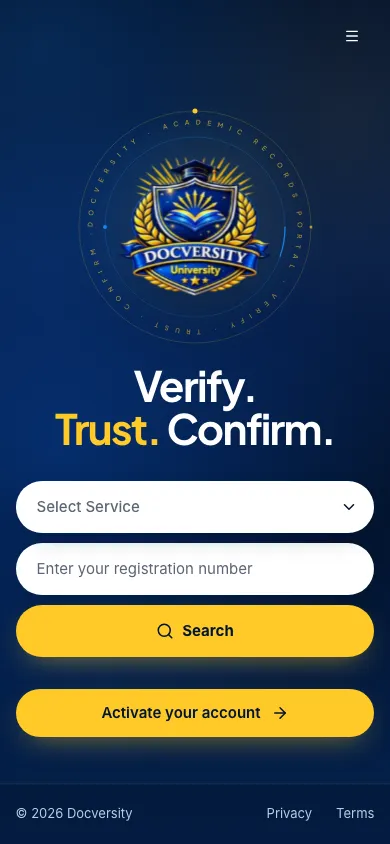 DOCVERSITY · ACADEMIC RECORDS PORTAL · VERIFY · TRUST · CONFIRM ·
DOCVERSITY
University
Verify.
Trust. Confirm.
Select Service
Enter your registration number
Search
Activate your account
© 2026 Docversity
Privacy
Terms